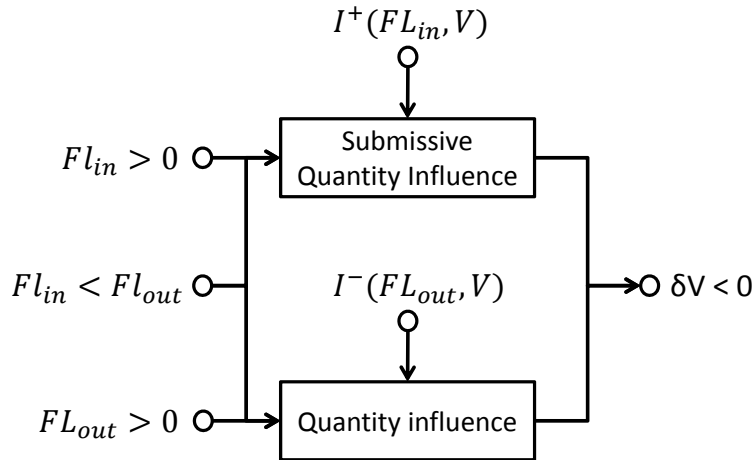 I⁺(FL_in, V)
Submissive
Quantity Influence
Fl_in > 0
Fl_in < Fl_out
I⁻(FL_out, V)
δV < 0
FL_out > 0
Quantity influence